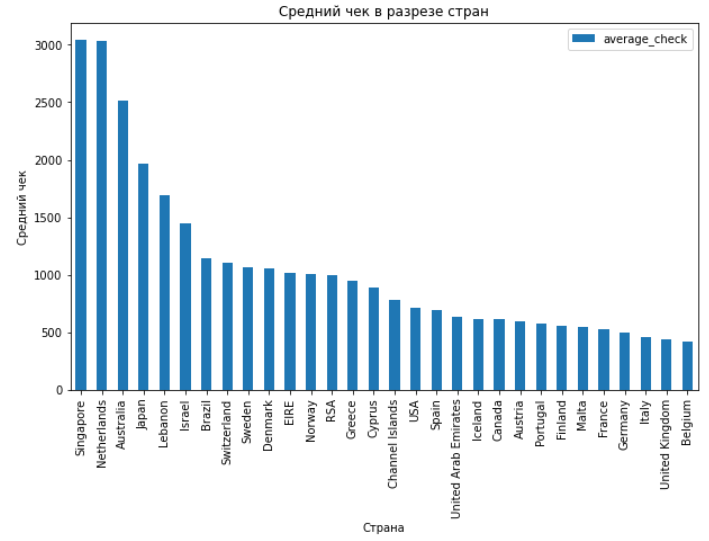 Средний чек в разрезе стран
average_check
Средний чек
3000
2500
2000
1500
1000
500
0
Singapore
Netherlands
Australia
Japan
Lebanon
Israel
Brazil
Switzerland
Sweden
Denmark
EIRE
Norway
RSA
Greece
Cyprus
Channel Islands
USA
Spain
United Arab Emirates
Iceland
Canada
Austria
Portugal
Finland
Malta
France
Germany
Italy
United Kingdom
Belgium
Страна